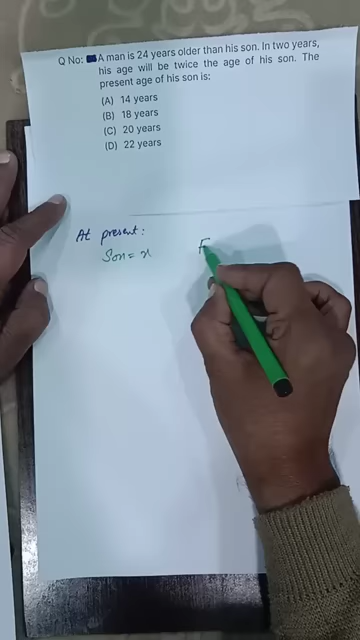 Q No: A man is 24 years older than his son. In two years,
his age will be twice the age of his son. The
present age of his son is:
(A) 14 years
(B) 18 years
(C) 20 years
(D) 22 years
At present:
Son = x
F